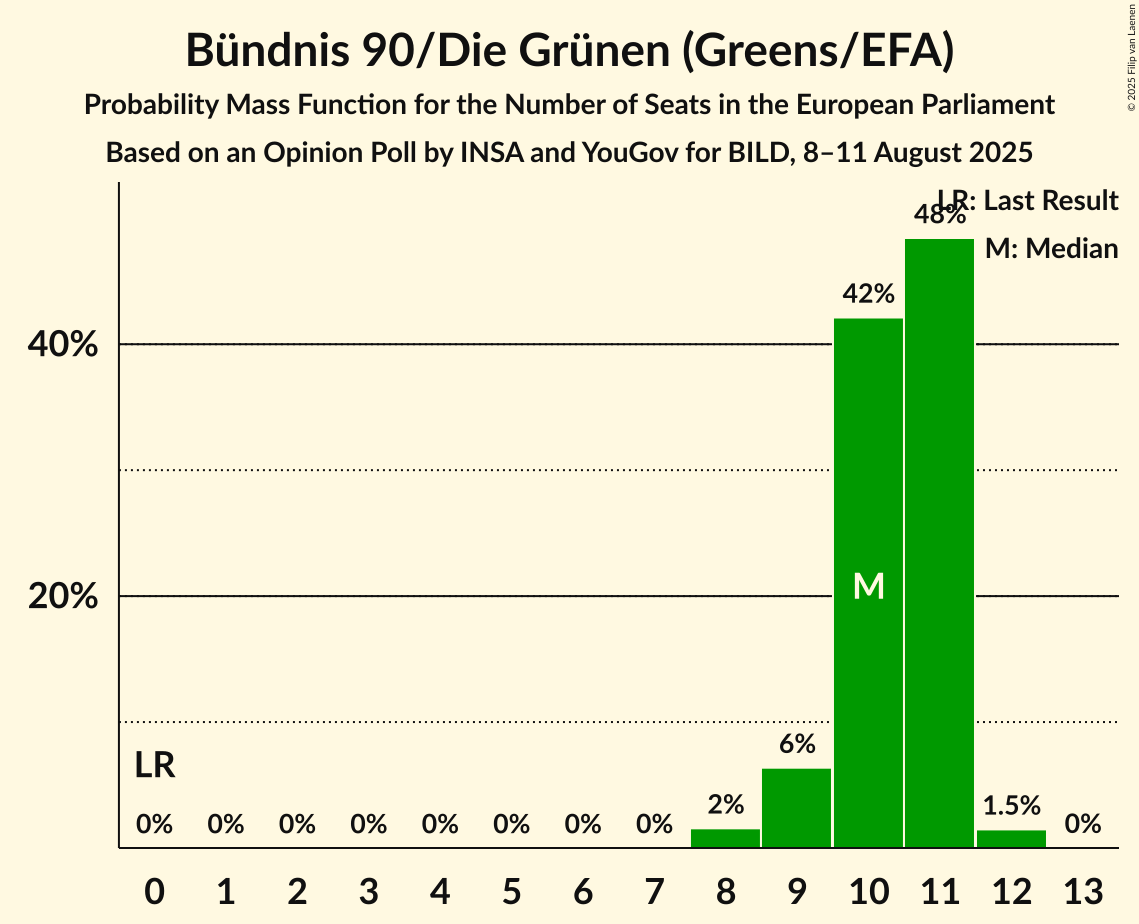 Bündnis 90/Die Grünen (Greens/EFA)
Probability Mass Function for the Number of Seats in the European Parliament
Based on an Opinion Poll by INSA and YouGov for BILD, 8–11 August 2025
© 2025 Filip van Laenen
LR: Last Result
M: Median
48%
42%
40%
20%
M
LR
6%
2%
1.5%
0% 0% 0% 0% 0% 0% 0% 0% 0%
0 1 2 3 4 5 6 7 8 9 10 11 12 13